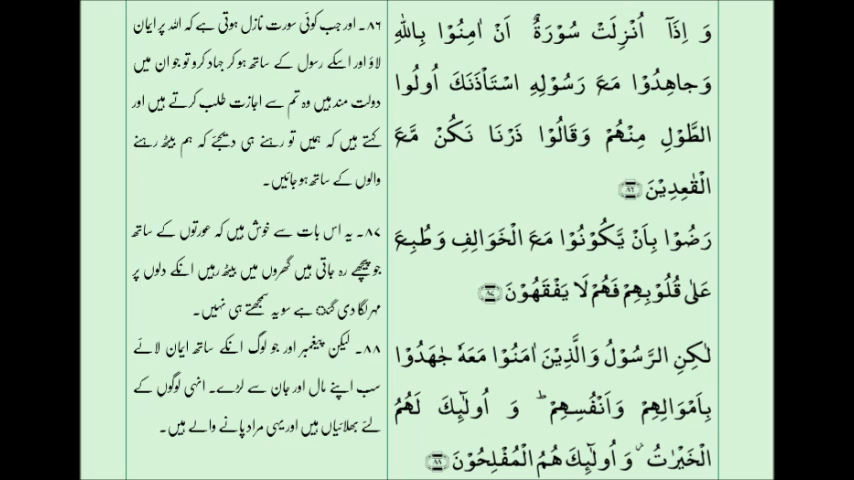 وَ اِذَآ اُنْزِلَتْ سُوْرَةٌ اَنْ اٰمِنُوْا بِاللّٰهِ
وَجَاهِدُوْا مَعَ رَسُوْلِهِ اسْتَاْذَنَكَ اُولُوا
الطَّوْلِ مِنْهُمْ وَقَالُوْا ذَرْنَا نَكُنْ مَّعَ
الْقٰعِدِيْنَ ﴿۸۶﴾
رَضُوْا بِاَنْ يَّكُوْنُوْا مَعَ الْخَوَالِفِ وَطُبِعَ
عَلٰى قُلُوْبِهِمْ فَهُمْ لَا يَفْقَهُوْنَ ﴿۸۷﴾
لٰكِنِ الرَّسُوْلُ وَالَّذِيْنَ اٰمَنُوْا مَعَهٗ جٰهَدُوْا
بِاَمْوَالِهِمْ وَاَنْفُسِهِمْ ؕ وَ اُولٰٓئِكَ لَهُمُ
الْخَيْرٰتُ ۫ وَ اُولٰٓئِكَ هُمُ الْمُفْلِحُوْنَ ﴿۸۸﴾
۸۶۔ اور جب کوئی سورت نازل ہوتی ہے کہ اللہ پر ایمان
لاؤ اور اسکے رسول کے ساتھ ہو کر جہاد کرو تو جو ان میں
دولت مند ہیں وہ تم سے اجازت طلب کرتے ہیں اور
کہتے ہیں کہ ہمیں تو رہنے ہی دیجئے کہ ہم بیٹھ رہنے
والوں کے ساتھ ہو جائیں۔
۸۷۔ یہ اس بات سے خوش ہیں کہ عورتوں کے ساتھ
جو پیچھے رہ جاتی ہیں گھروں میں بیٹھ رہیں انکے دلوں پر
مہر لگا دی گئ ہے سو یہ سمجھتے ہی نہیں۔
۸۸۔ لیکن پیغمبر اور جو لوگ انکے ساتھ ایمان لائے
سب اپنے مال اور جان سے لڑے۔ انہی لوگوں کے
لئے بھلائیاں ہیں اور یہی مراد پانے والے ہیں۔